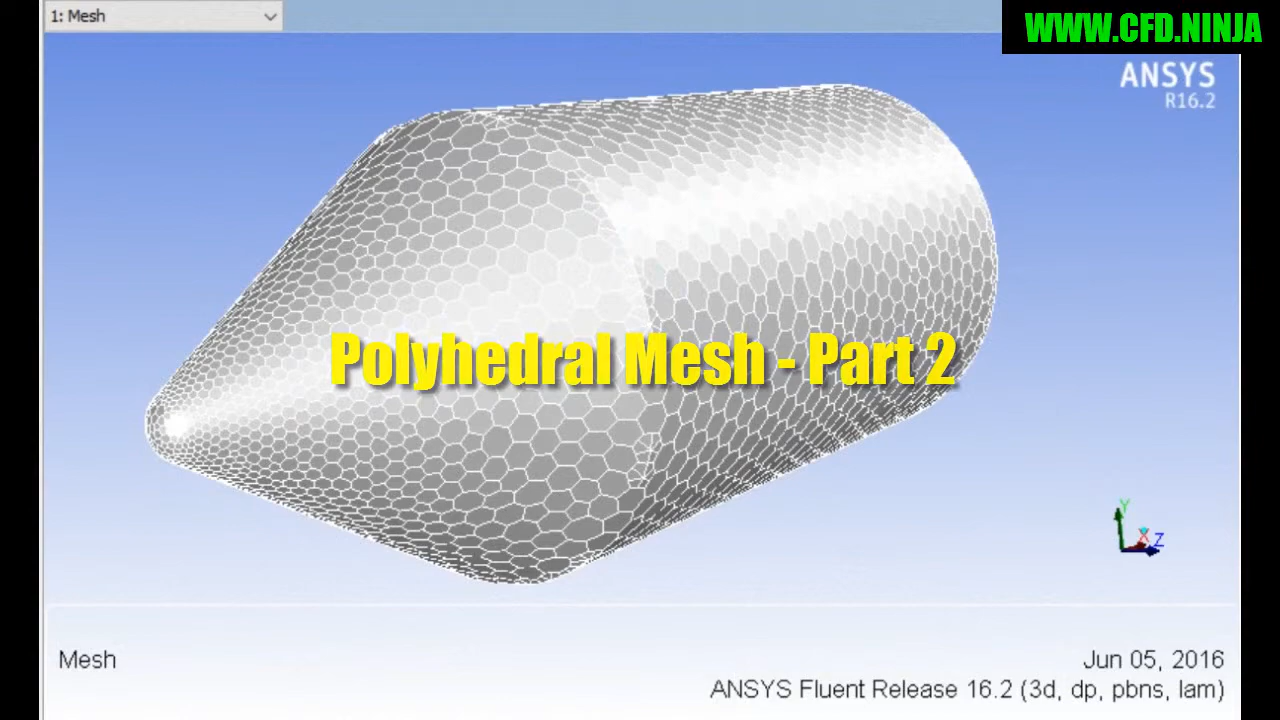 1: Mesh
WWW.CFD.NINJA
ANSYS
R16.2
Polyhedral Mesh - Part 2
Y
X
Z
Mesh
Jun 05, 2016
ANSYS Fluent Release 16.2 (3d, dp, pbns, lam)